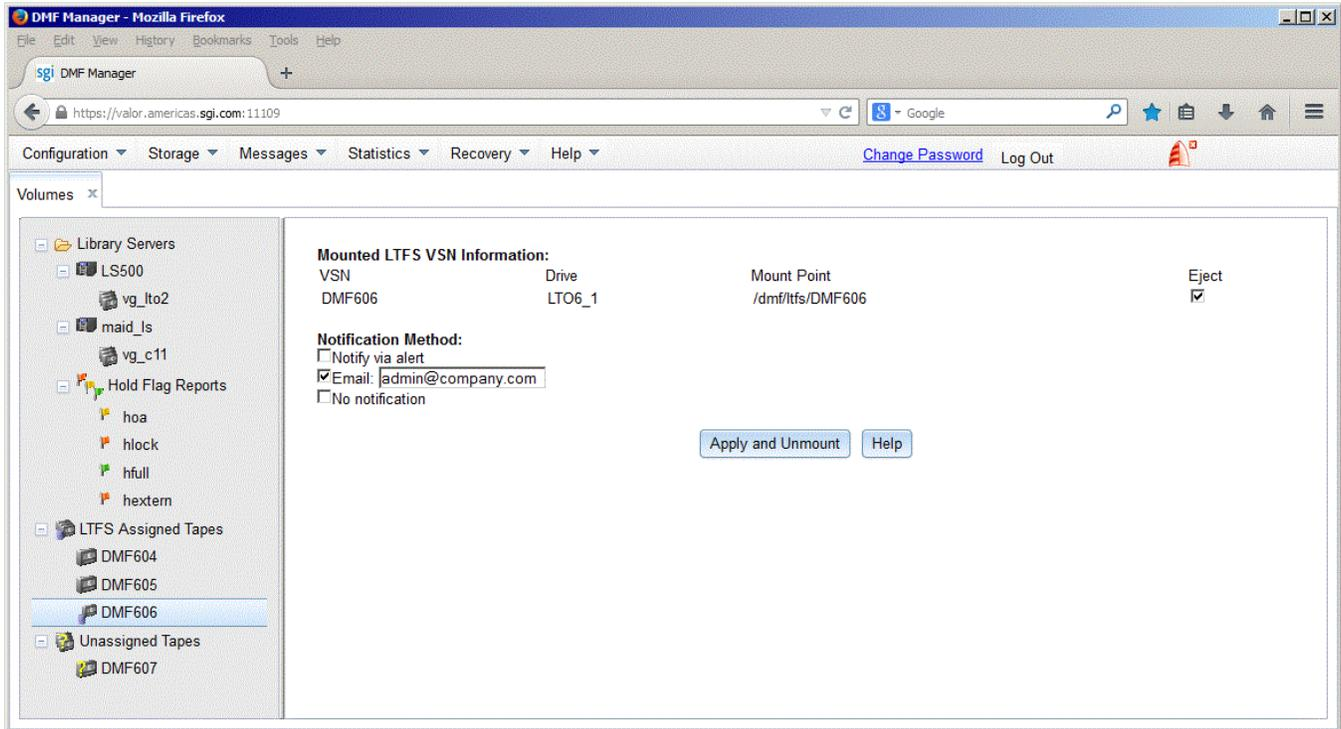 DMF Manager - Mozilla Firefox
File Edit View History Bookmarks Tools Help
sgi DMF Manager +
https://valor.americas.sgi.com:11109
8 Google
Configuration Storage Messages Statistics Recovery Help Change Password Log Out
Volumes x
Library Servers
LS500
vg_lto2
maid_ls
vg_c11
Hold Flag Reports
hoa
hlock
hfull
hextern
LTFS Assigned Tapes
DMF604
DMF605
DMF606
Unassigned Tapes
DMF607
Mounted LTFS VSN Information:
VSN Drive Mount Point Eject
DMF606 LTO6_1 /dmf/ltfs/DMF606
Notification Method:
Notify via alert
Email: admin@company.com
No notification
Apply and Unmount Help